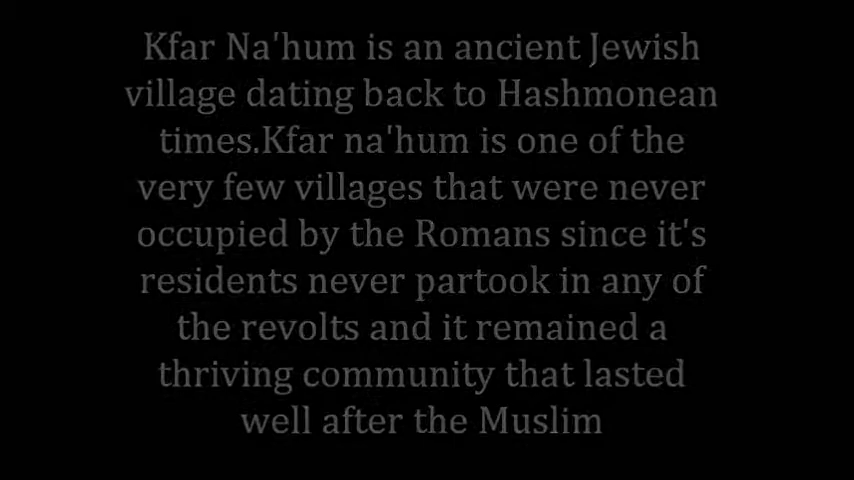 Kfar Na'hum is an ancient Jewish
village dating back to Hashmonean
times.Kfar na'hum is one of the
very few villages that were never
occupied by the Romans since it's
residents never partook in any of
the revolts and it remained a
thriving community that lasted
well after the Muslim